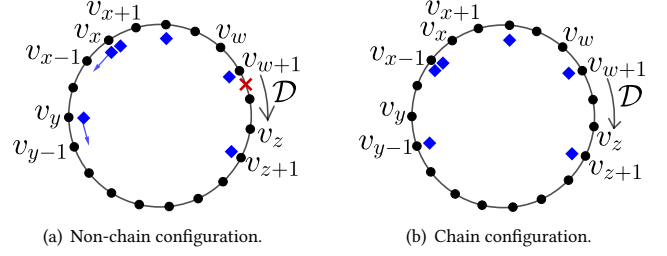 v_{x+1}
v_x
v_{x-1}
v_w
v_{w+1}
𝒟
v_y
v_z
v_{y-1}
v_{z+1}
(a) Non-chain configuration.
v_{x+1}
v_x
v_{x-1}
v_w
v_{w+1}
𝒟
v_y
v_z
v_{y-1}
v_{z+1}
(b) Chain configuration.